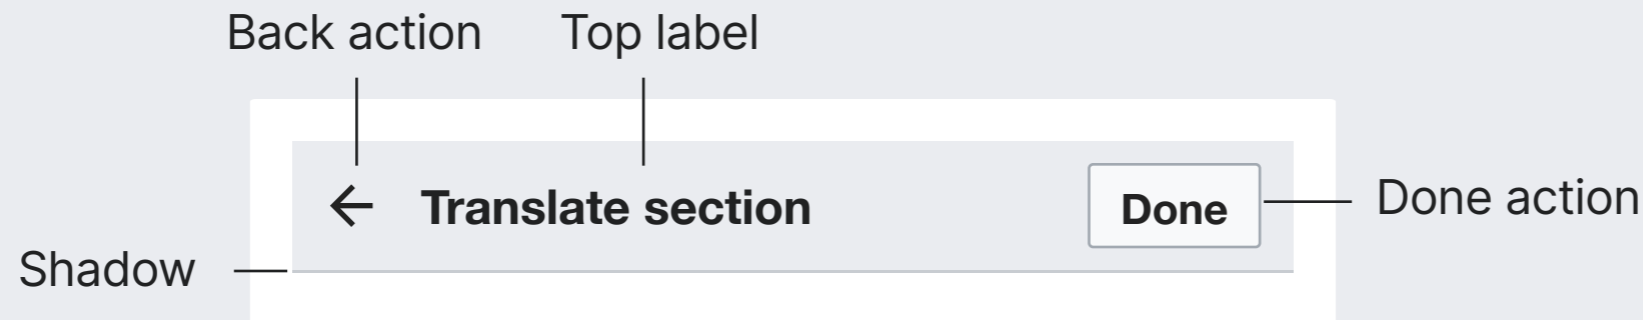 Back action
Top label
Translate section
Done
Done action
Shadow